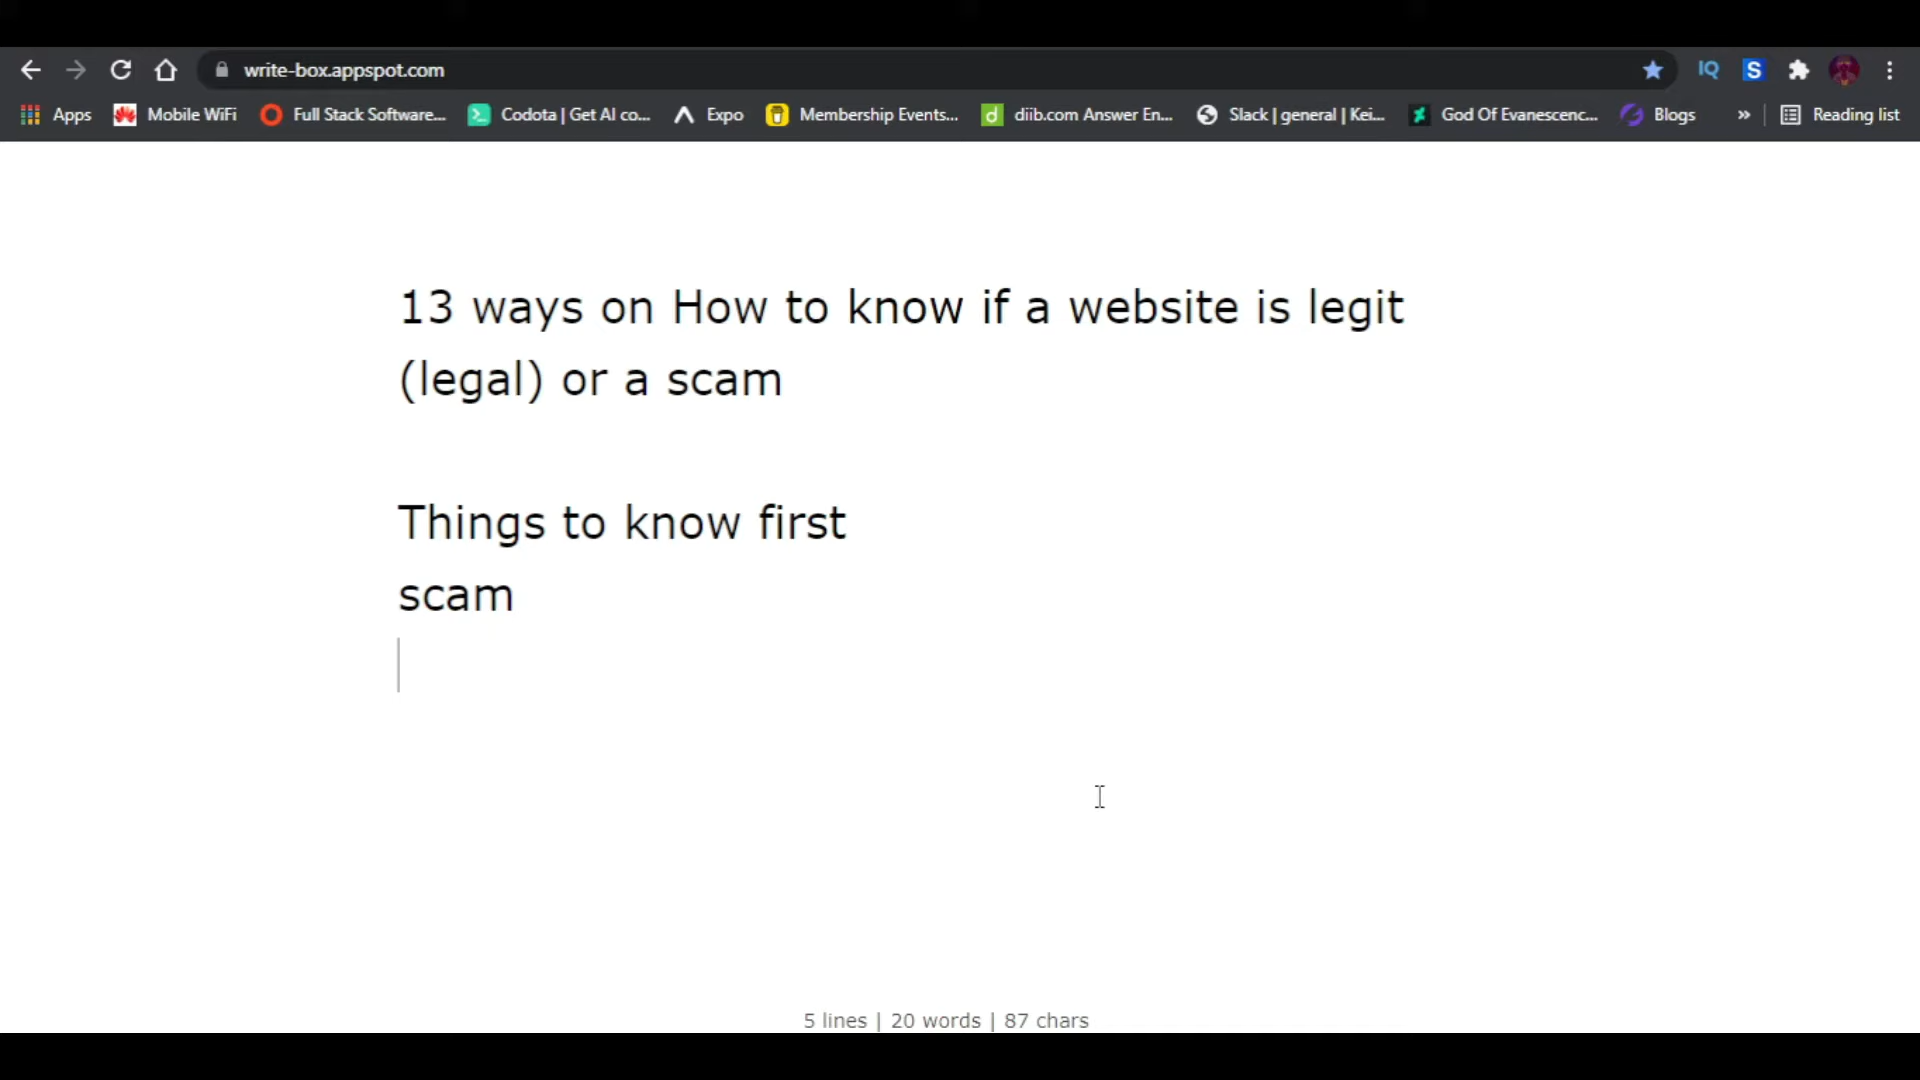 write-box.appspot.com
IQ S
Apps Mobile WiFi Full Stack Software... Codota | Get AI co... Expo Membership Events... d diib.com Answer En... Slack | general | Kei... God Of Evanescenc... Blogs » Reading list
13 ways on How to know if a website is legit
(legal) or a scam
Things to know first
scam
5 lines | 20 words | 87 chars